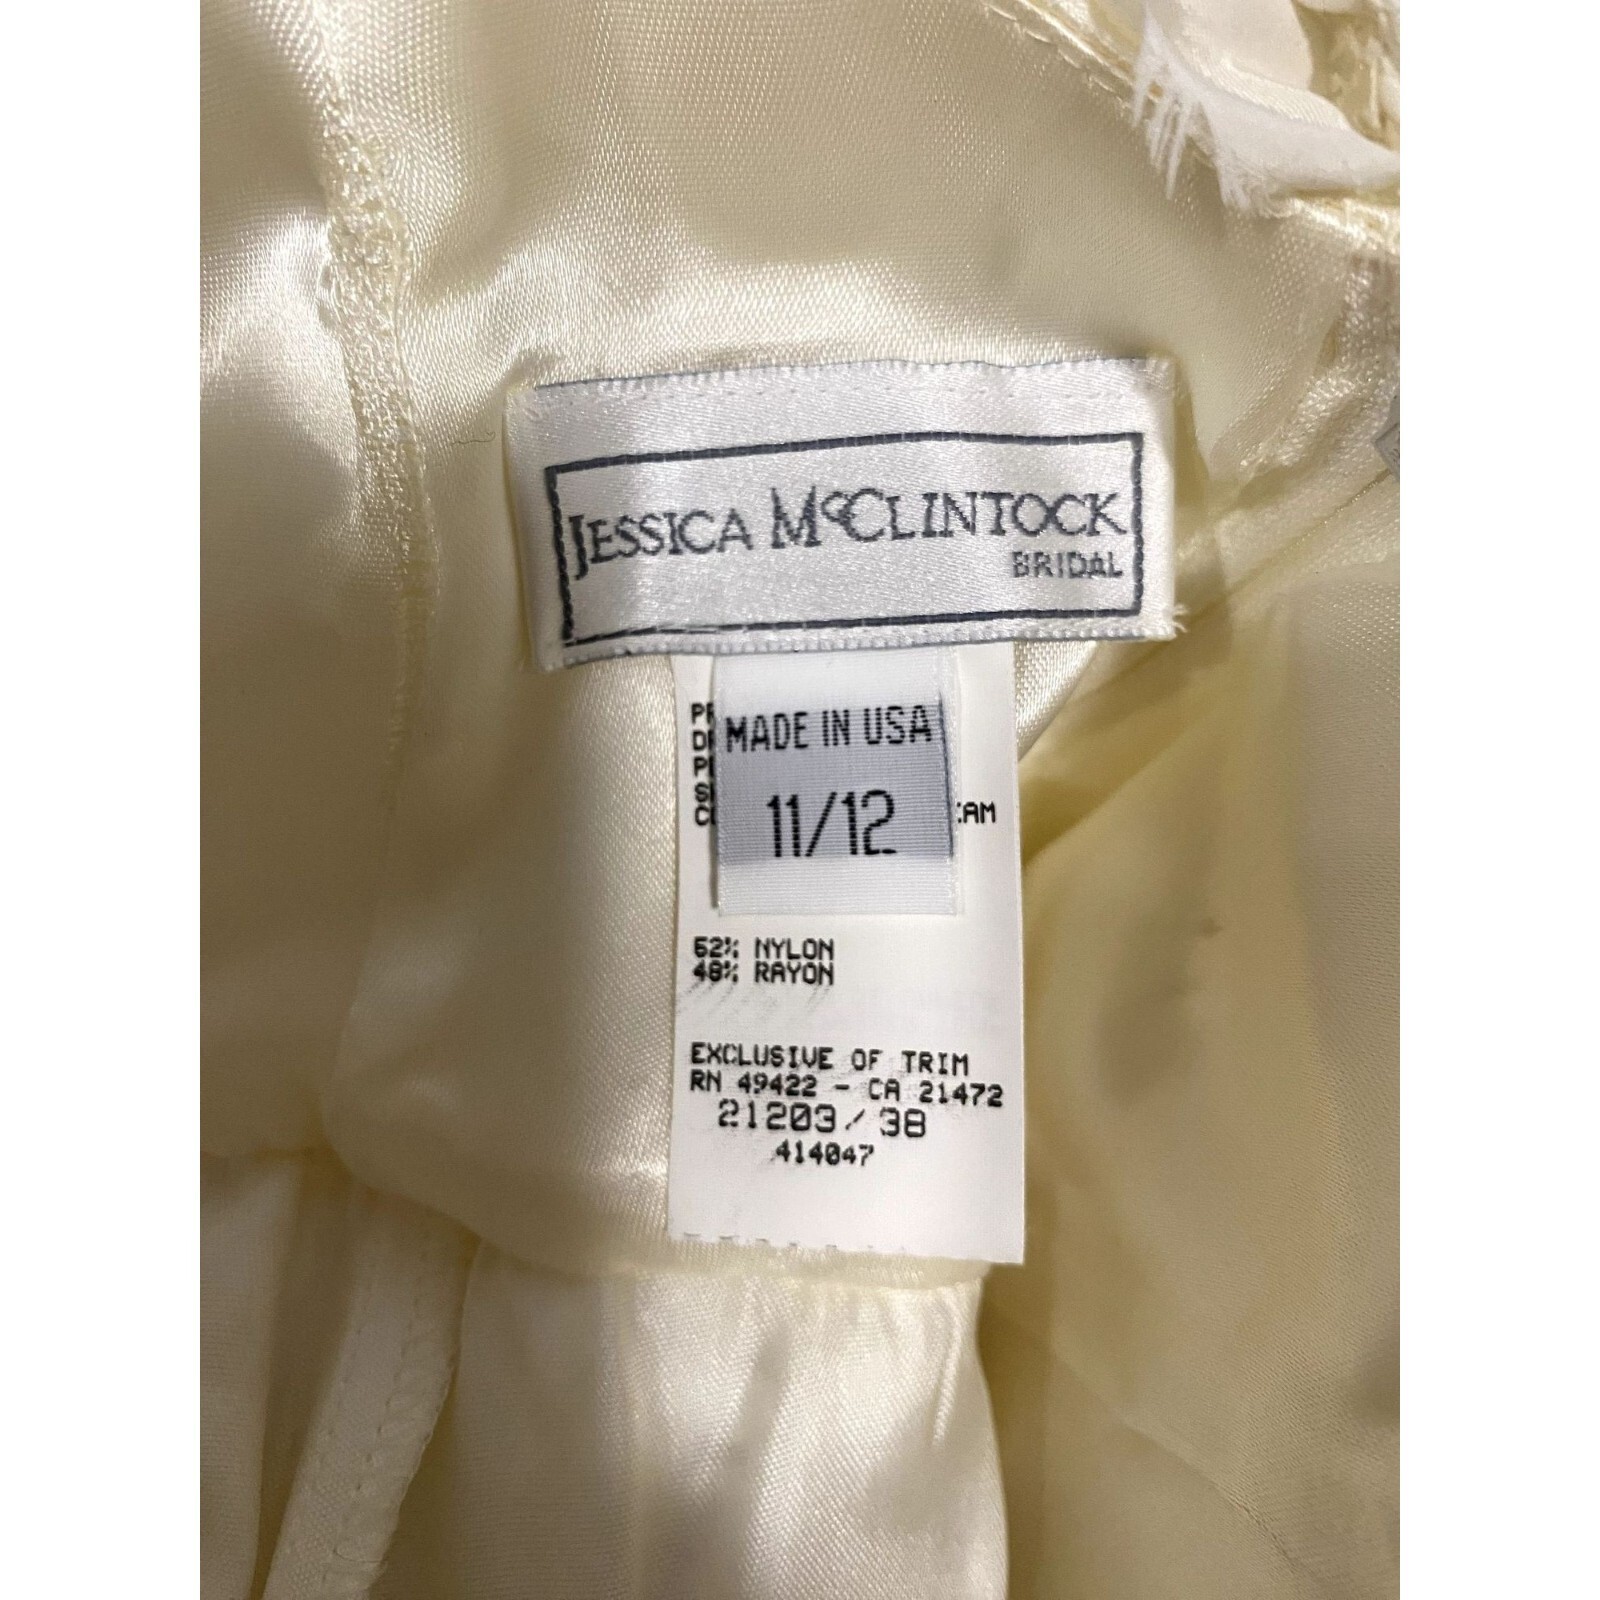 JESSICA McCLINTOCK
BRIDAL
MADE IN USA
11/12
52% NYLON
48% RAYON
EXCLUSIVE OF TRIM
RN 49422 - CA 21472
21203/38
414047